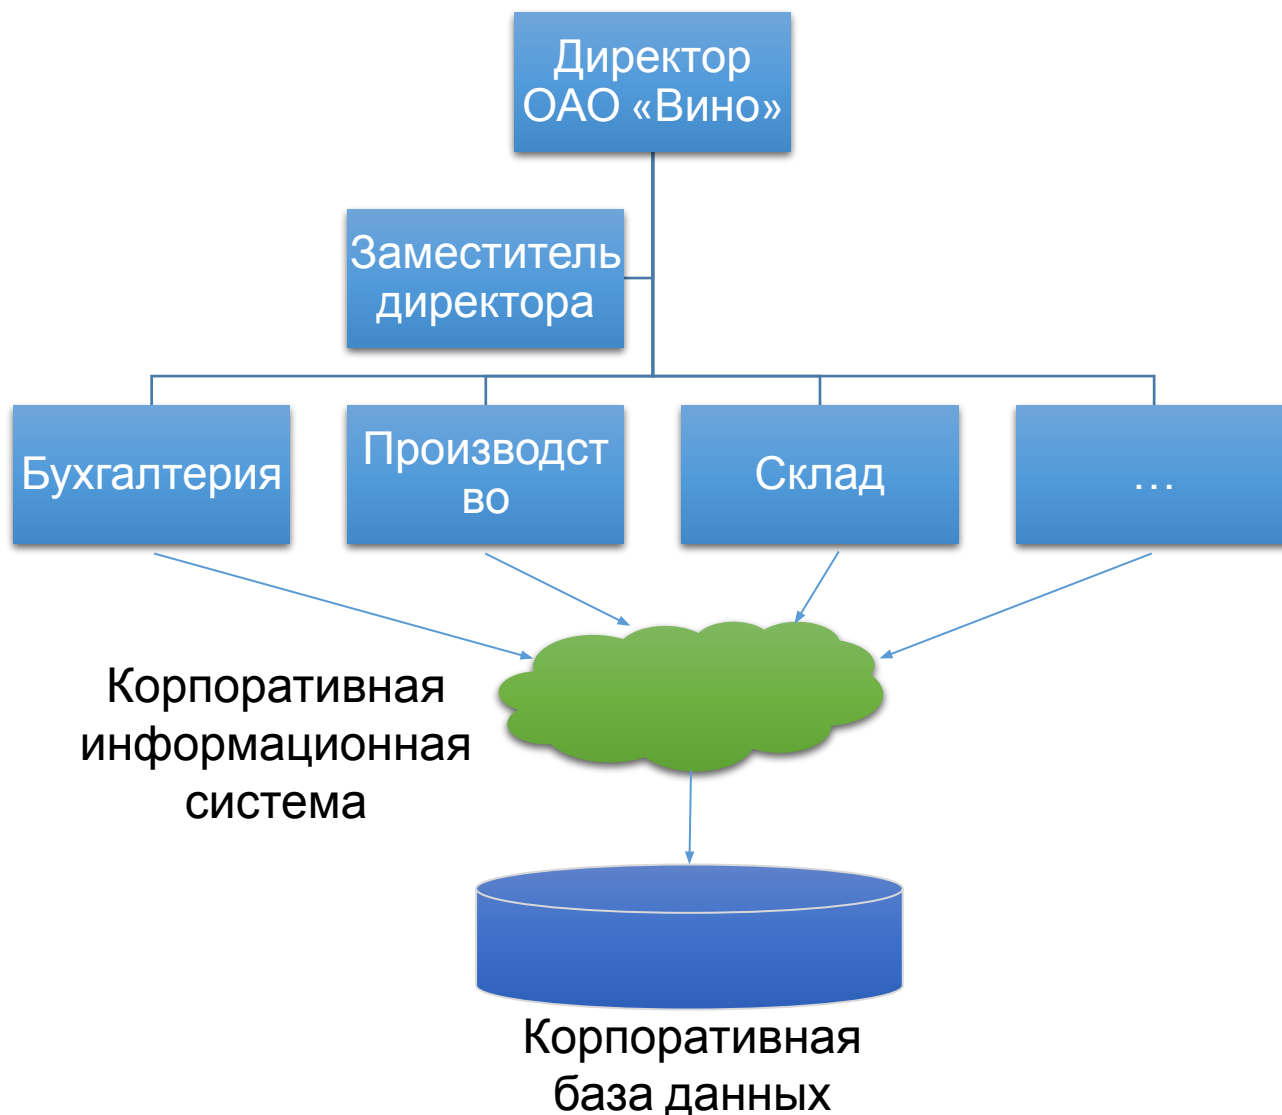 Директор
ОАО «Вино»
Заместитель
директора
Бухгалтерия
Производст
во
Склад
…
Корпоративная
информационная
система
Корпоративная
база данных